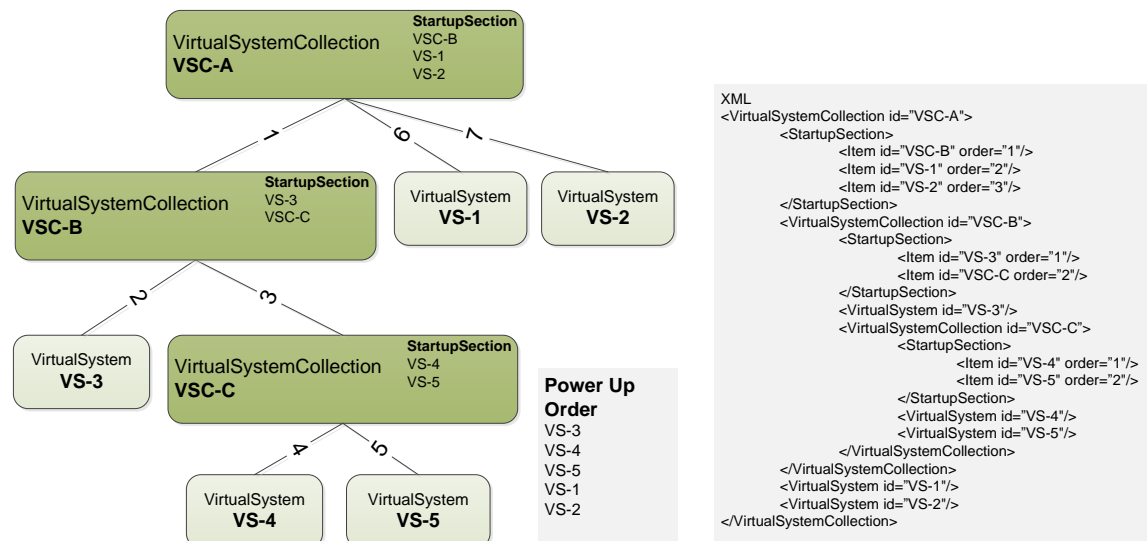 VirtualSystemCollection
VSC-A
StartupSection
VSC-B
VS-1
VS-2
1
6
7
VirtualSystemCollection
VSC-B
StartupSection
VS-3
VSC-C
VirtualSystem
VS-1
VirtualSystem
VS-2
2
3
VirtualSystem
VS-3
VirtualSystemCollection
VSC-C
StartupSection
VS-4
VS-5
4
5
VirtualSystem
VS-4
VirtualSystem
VS-5
Power Up
Order
VS-3
VS-4
VS-5
VS-1
VS-2
XML
<VirtualSystemCollection id="VSC-A">
<StartupSection>
<Item id="VSC-B" order="1"/>
<Item id="VS-1" order="2"/>
<Item id="VS-2" order="3"/>
</StartupSection>
<VirtualSystemCollection id="VSC-B">
<StartupSection>
<Item id="VS-3" order="1"/>
<Item id="VSC-C order="2"/>
</StartupSection>
<VirtualSystem id="VS-3"/>
<VirtualSystemCollection id="VSC-C">
<StartupSection>
<Item id="VS-4" order="1"/>
<Item id="VS-5" order="2"/>
</StartupSection>
<VirtualSystem id="VS-4"/>
<VirtualSystem id="VS-5"/>
</VirtualSystemCollection>
</VirtualSystemCollection>
<VirtualSystem id="VS-1"/>
<VirtualSystem id="VS-2"/>
</VirtualSystemCollection>